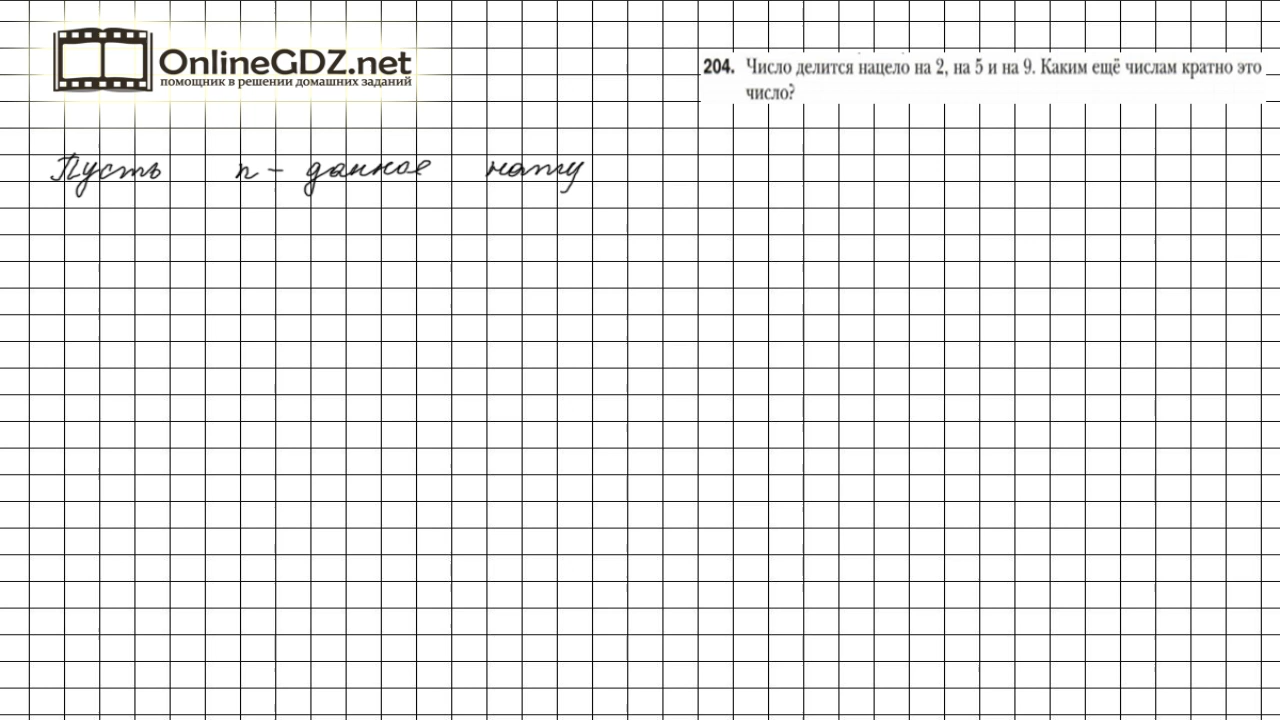 OnlineGDZ.net
помощник в решении домашних заданий
204. Число делится нацело на 2, на 5 и на 9. Каким ещё числам кратно это
число?
Пусть n – данное нату